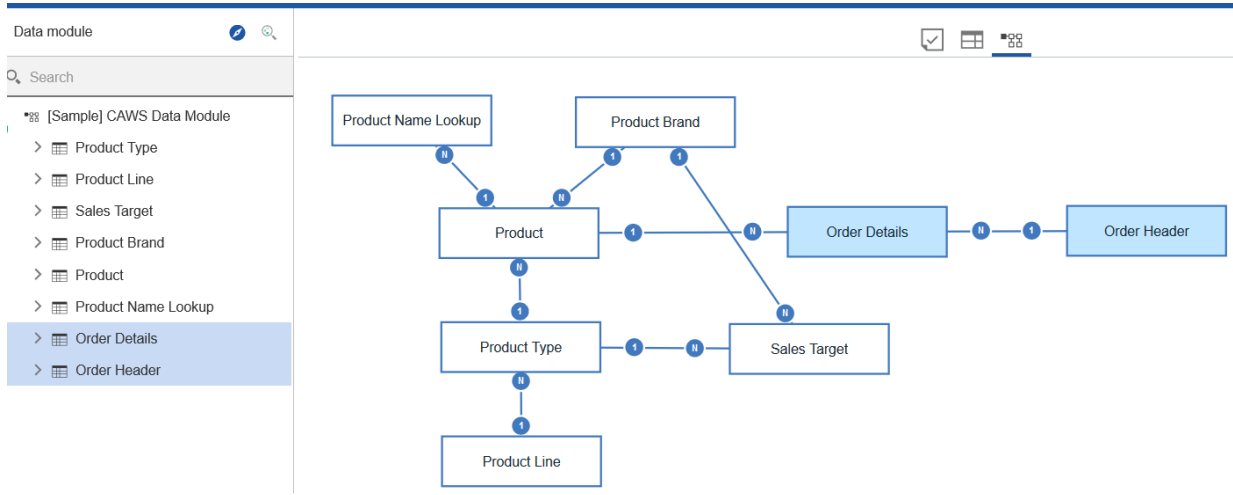 Data module
Search
[Sample] CAWS Data Module
Product Type
Product Line
Sales Target
Product Brand
Product
Product Name Lookup
Order Details
Order Header
Product Name Lookup
Product Brand
N
1
1
1
N
Product
1
N
Order Details
N
1
Order Header
N
1
N
Product Type
1
N
Sales Target
N
1
Product Line